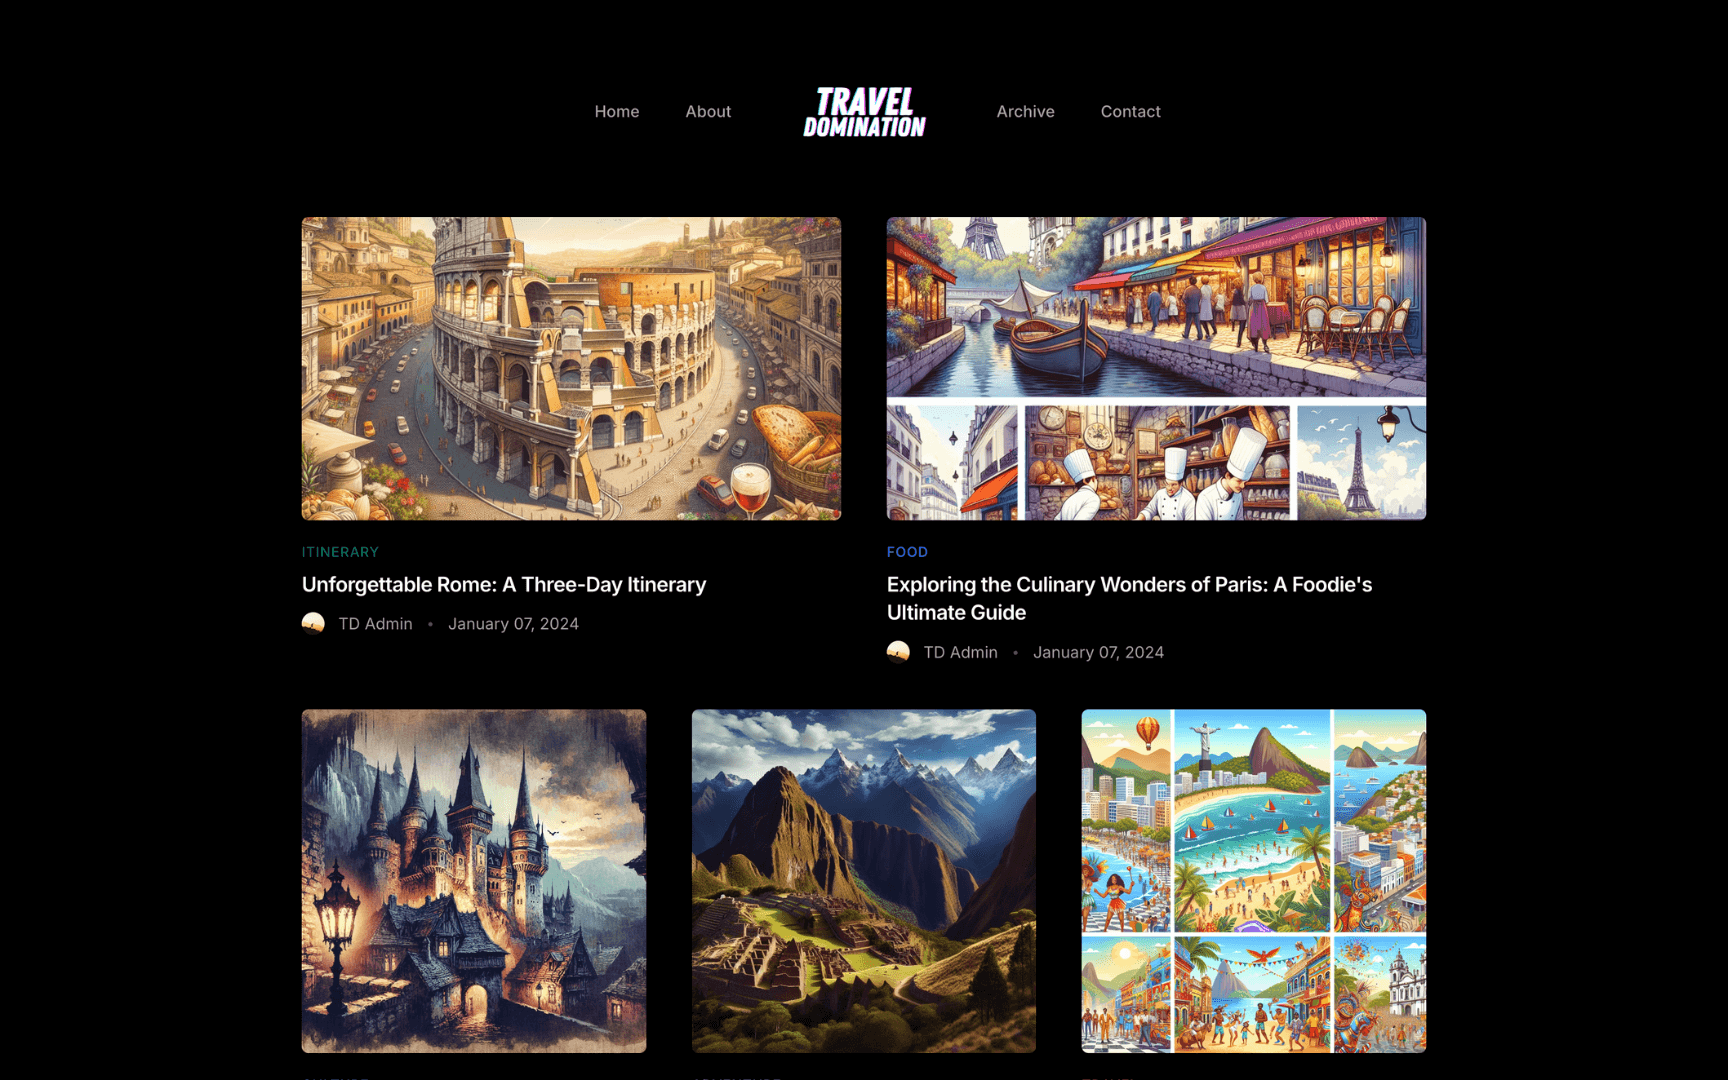 Home
About
TRAVEL
DOMINATION
Archive
Contact
ITINERARY
Unforgettable Rome: A Three-Day Itinerary
TD Admin • January 07, 2024
FOOD
Exploring the Culinary Wonders of Paris: A Foodie's
Ultimate Guide
TD Admin • January 07, 2024